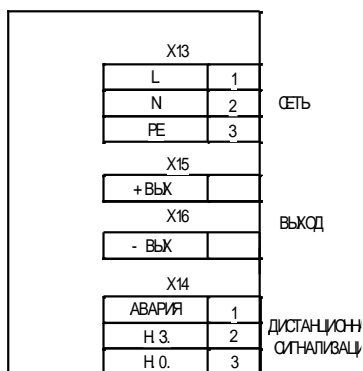 X13
L 1
N 2 СЕТЬ
PE 3
X15
+ ВЫХ
X16
ВЫХОД
- ВЫХ
X14
АВАРИЯ 1
Н.З. 2
Н.О. 3